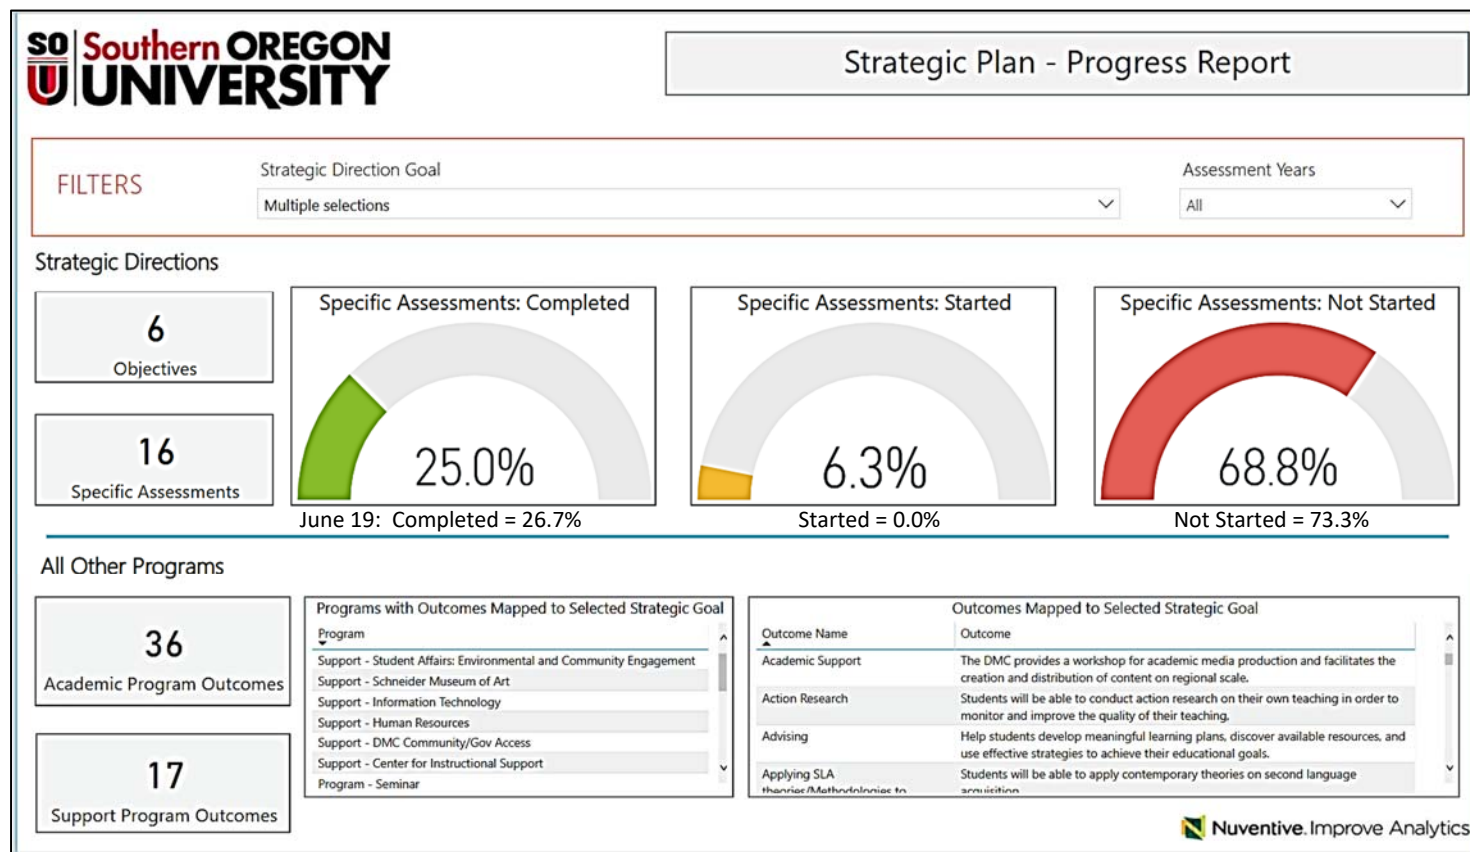 SOU Southern OREGON
UNIVERSITY
Strategic Plan - Progress Report
FILTERS
Strategic Direction Goal
Multiple selections
Assessment Years
All
Strategic Directions
6
Objectives
16
Specific Assessments
Specific Assessments: Completed
25.0%
June 19: Completed = 26.7%
Specific Assessments: Started
6.3%
Started = 0.0%
Specific Assessments: Not Started
68.8%
Not Started = 73.3%
All Other Programs
36
Academic Program Outcomes
17
Support Program Outcomes
Programs with Outcomes Mapped to Selected Strategic Goal
Program
Support - Student Affairs: Environmental and Community Engagement
Support - Schneider Museum of Art
Support - Information Technology
Support - Human Resources
Support - DMC Community/Gov Access
Support - Center for Instructional Support
Program - Seminar
Outcomes Mapped to Selected Strategic Goal
Outcome Name Outcome
Academic Support The DMC provides a workshop for academic media production and facilitates the
creation and distribution of content on regional scale.
Action Research Students will be able to conduct action research on their own teaching in order to
monitor and improve the quality of their teaching.
Advising Help students develop meaningful learning plans, discover available resources, and
use effective strategies to achieve their educational goals.
Applying SLA Students will be able to apply contemporary theories on second language
theories/Methodologies to acquisition
Nuventive. Improve Analytics